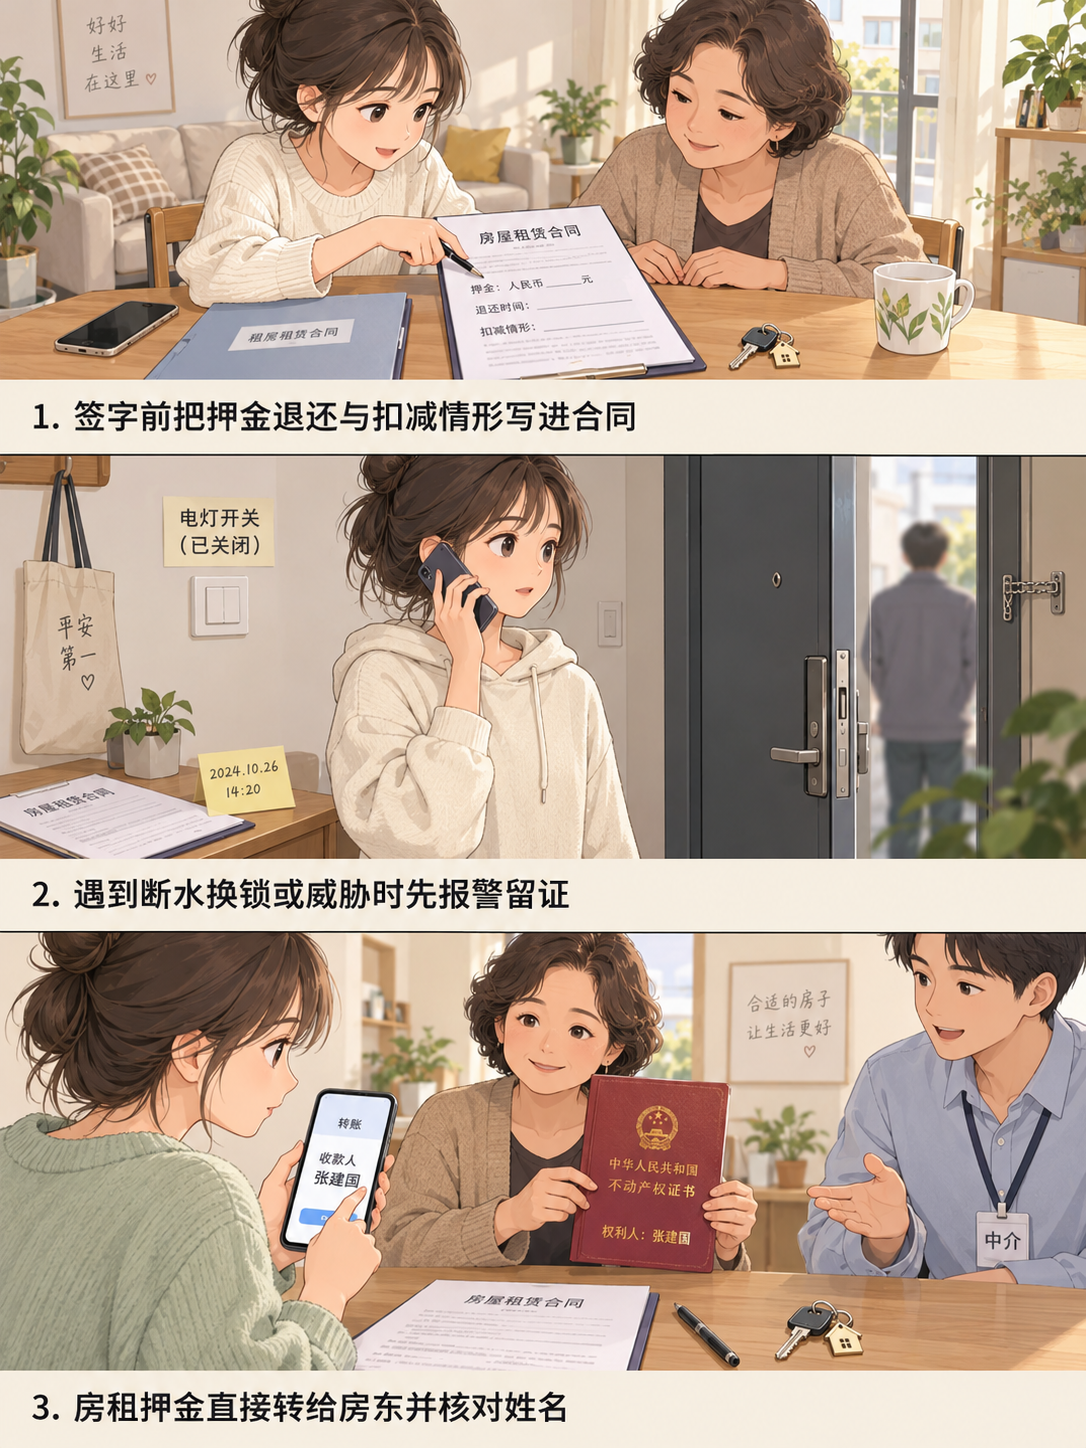 好好
生活
在这里♡
房屋租赁合同
押金：人民币______元
退还时间：
扣减情形：
租房租赁合同
1. 签字前把押金退还与扣减情形写进合同
电灯开关
（已关闭）
平安
第一
♡
2024.10.26
14:20
房屋租赁合同
2. 遇到断水换锁或威胁时先报警留证
转账
收款人
张建国
中华人民共和国
不动产权证书
权利人：张建国
合适的房子
让生活更好
♡
中介
房屋租赁合同
3. 房租押金直接转给房东并核对姓名